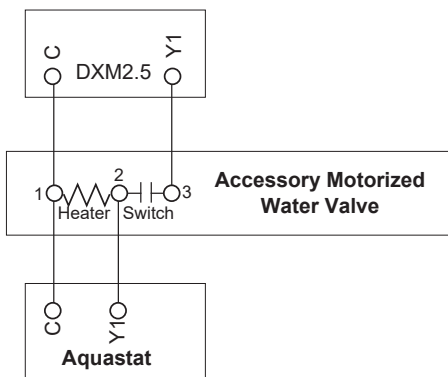 C
Y1
DXM2.5
1
2
3
Heater
Switch
Accessory Motorized
Water Valve
C
Y1
Aquastat